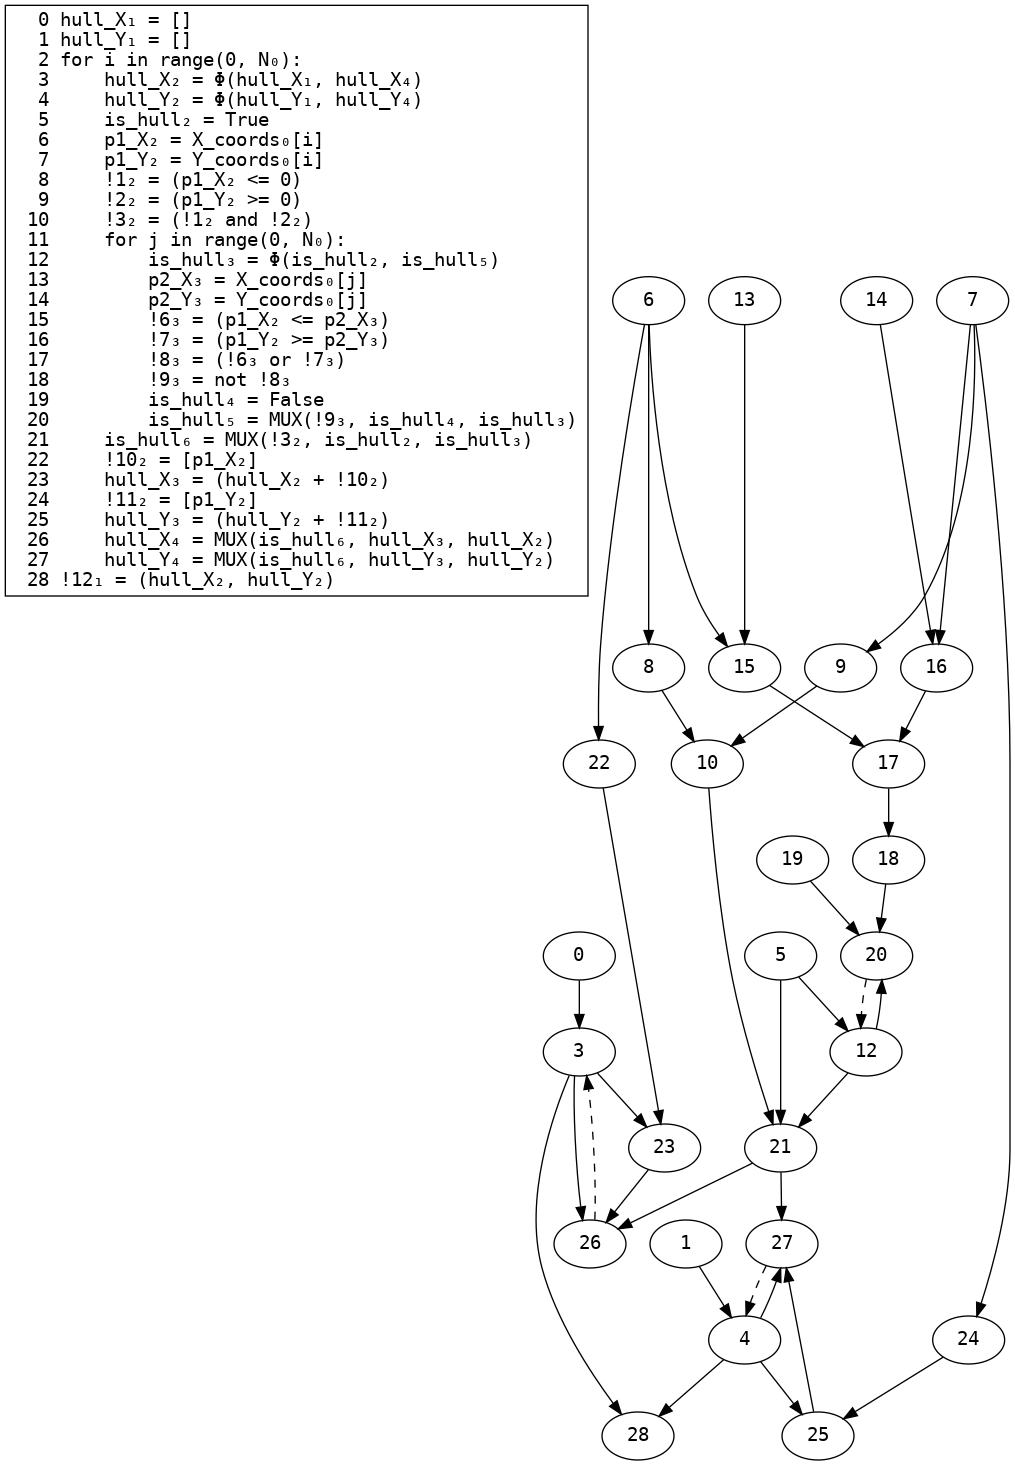 0 hull_X₁ = []
1 hull_Y₁ = []
2 for i in range(0, N₀):
3     hull_X₂ = Φ(hull_X₁, hull_X₄)
4     hull_Y₂ = Φ(hull_Y₁, hull_Y₄)
5     is_hull₂ = True
6     p1_X₂ = X_coords₀[i]
7     p1_Y₂ = Y_coords₀[i]
8     !1₂ = (p1_X₂ <= 0)
9     !2₂ = (p1_Y₂ >= 0)
10     !3₂ = (!1₂ and !2₂)
11     for j in range(0, N₀):
12         is_hull₃ = Φ(is_hull₂, is_hull₅)
13         p2_X₃ = X_coords₀[j]
14         p2_Y₃ = Y_coords₀[j]
15         !6₃ = (p1_X₂ <= p2_X₃)
16         !7₃ = (p1_Y₂ >= p2_Y₃)
17         !8₃ = (!6₃ or !7₃)
18         !9₃ = not !8₃
19         is_hull₄ = False
20         is_hull₅ = MUX(!9₃, is_hull₄, is_hull₃)
21     is_hull₆ = MUX(!3₂, is_hull₂, is_hull₃)
22     !10₂ = [p1_X₂]
23     hull_X₃ = (hull_X₂ + !10₂)
24     !11₂ = [p1_Y₂]
25     hull_Y₃ = (hull_Y₂ + !11₂)
26     hull_X₄ = MUX(is_hull₆, hull_X₃, hull_X₂)
27     hull_Y₄ = MUX(is_hull₆, hull_Y₃, hull_Y₂)
28 !12₁ = (hull_X₂, hull_Y₂)
6 13 14 7
8 15 9 16
22 10 17
19 18
0 5 20
3 12
23 21
26 1 27
4 24
28 25